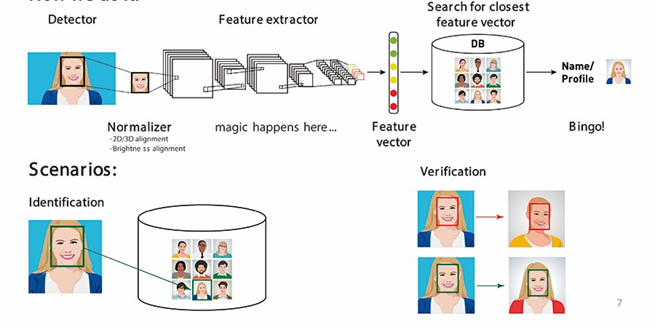 Detector
Feature extractor
Search for closest
feature vector
DB
Name/
Profile
Normalizer
- 2D/3D alignment
- Brightne ss alignment
magic happens here...
Feature
vector
Bingo!
Scenarios:
Identification
Verification
7